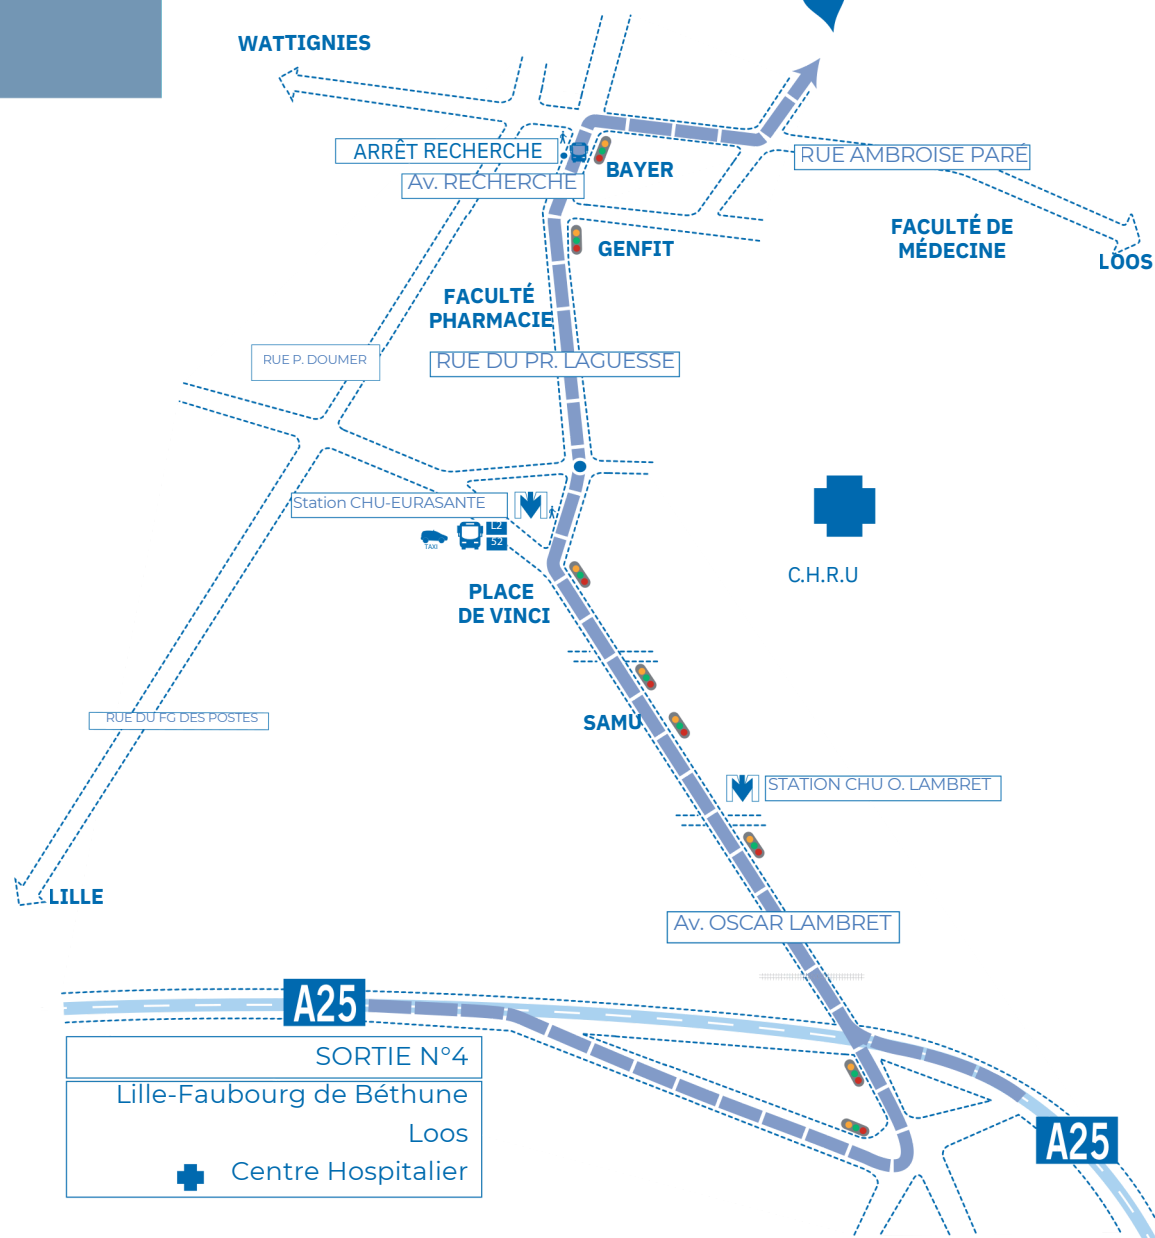 WATTIGNIES
ARRÊT RECHERCHE
Av. RECHERCHE
BAYER
RUE AMBROISE PARÉ
FACULTÉ DE
MÉDECINE
LOOS
GENFIT
FACULTÉ
PHARMACIE
RUE P. DOUMER
RUE DU PR. LAGUESSE
Station CHU-EURASANTE
TAXI
L2
52
C.H.R.U
PLACE
DE VINCI
RUE DU FG DES POSTES
SAMU
STATION CHU O. LAMBRET
LILLE
Av. OSCAR LAMBRET
A25
SORTIE N°4
Lille-Faubourg de Béthune
Loos
Centre Hospitalier
A25